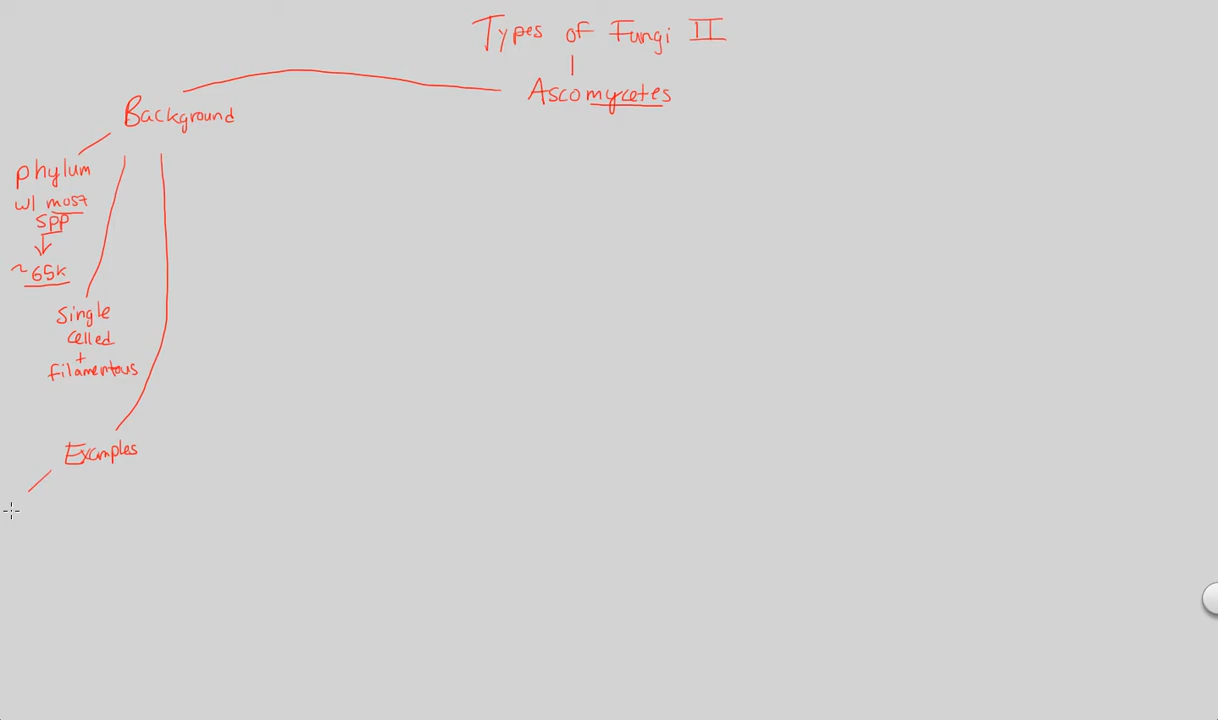 Types of Fungi II
Ascomycetes
Background
phylum
w/ most
spp
~65k
single
celled
+
filamentous
Examples